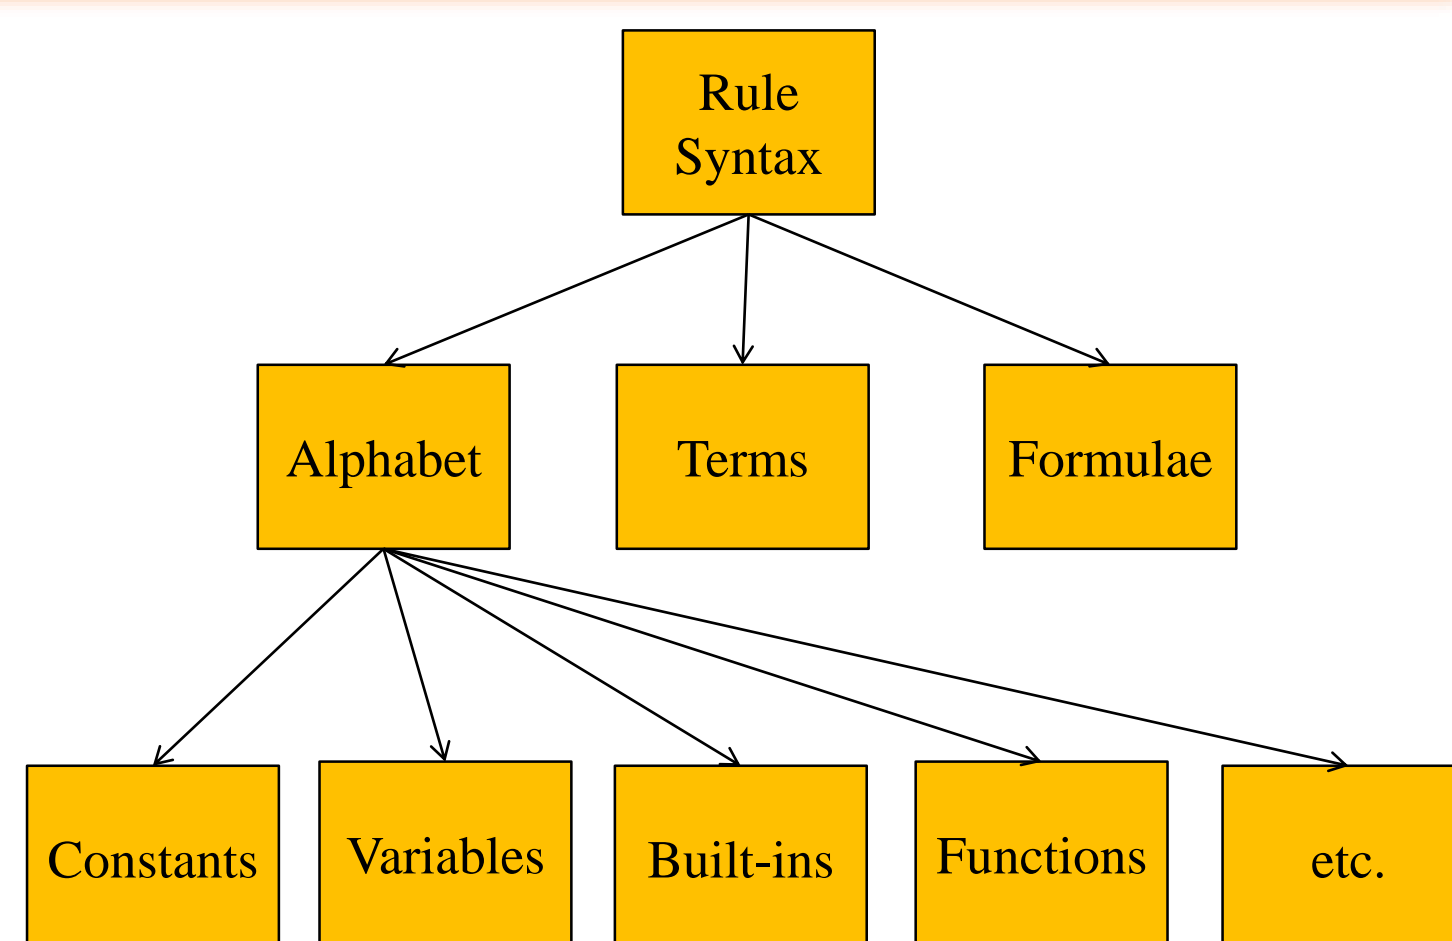 Rule
Syntax
Alphabet
Terms
Formulae
Constants
Variables
Built-ins
Functions
etc.